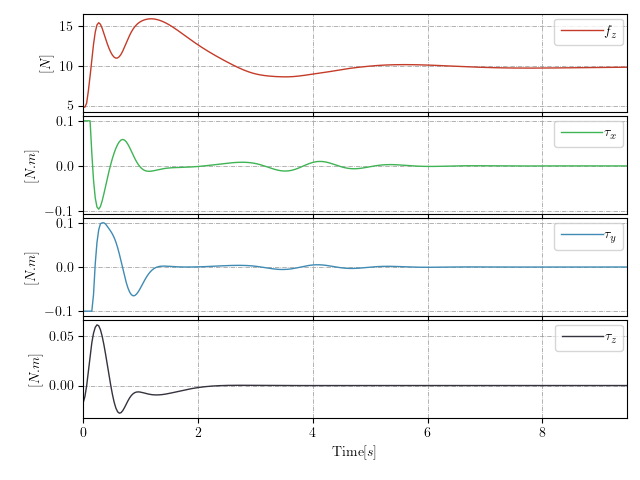 15
10
5
[N]
f_z
0.1
0.0
−0.1
[N.m]
τ_x
0.1
0.0
−0.1
[N.m]
τ_y
0.05
0.00
[N.m]
τ_z
0 2 4 6 8
Time[s]